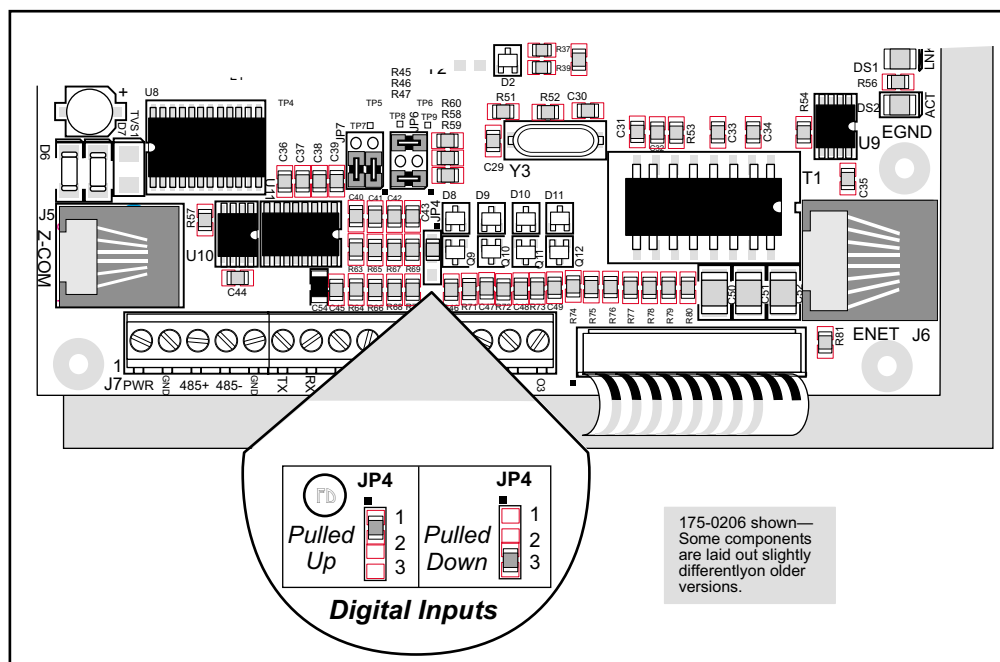 R37
R39
D2
LNK
DS1
R56
DS2
ACT
EGND
R45
R46
R47
U8
TP4
TP5
TP6
TP8
TP9
TP7
JP7
JP6
R60
R58
R59
R51
R52
C30
C29
Y3
C31
R53
C33
C34
R54
U9
T1
C35
+
D7
TVS1
D6
U11
C36
C37
C38
C39
J5
Z-COM
R57
U10
C44
C40
C41
C42
C43
JP4
D8
D9
D10
D11
Q9
Q10
Q11
Q12
R63
R65
R67
R69
C54
C45
R64
R66
R68
R71
C47
R72
C48
R73
C49
R74
R75
R76
R77
R78
R79
R80
C50
C51
C52
R81
ENET
J6
1
J7
PWR
GND
485+
485-
GND
TX
RX
O3
JP4
Pulled
Up
1
2
3
JP4
Pulled
Down
1
2
3
Digital Inputs
175-0206 shown—
Some components
are laid out slightly
differentlyon older
versions.